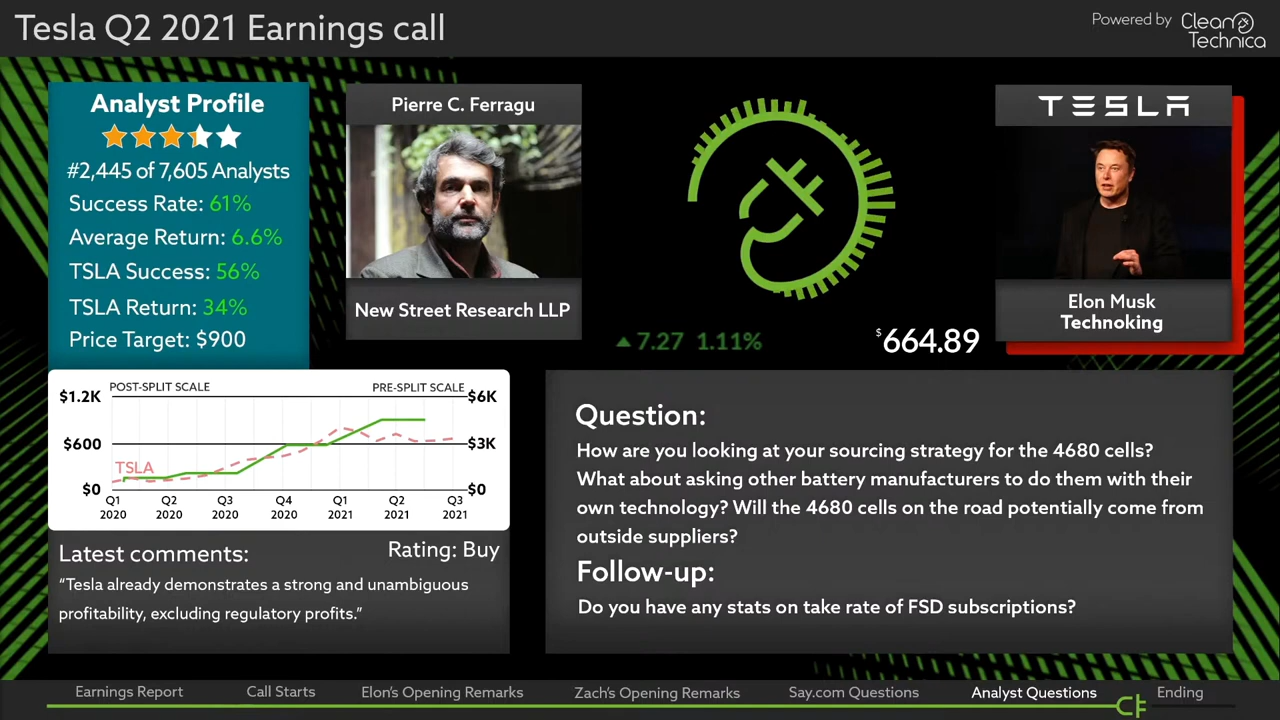 Tesla Q2 2021 Earnings call
Powered by
Clean
Technica
Analyst Profile
#2,445 of 7,605 Analysts
Success Rate: 61%
Average Return: 6.6%
TSLA Success: 56%
TSLA Return: 34%
Price Target: $900
Pierre C. Ferragu
New Street Research LLP
▲ 7.27 1.11%
$664.89
TESLA
Elon Musk
Technoking
POST-SPLIT SCALE
PRE-SPLIT SCALE
$1.2K
$6K
$600
$3K
TSLA
$0
$0
Q1 Q2 Q3 Q4 Q1 Q2 Q3
2020 2020 2020 2020 2021 2021 2021
Latest comments:
Rating: Buy
“Tesla already demonstrates a strong and unambiguous
profitability, excluding regulatory profits.”
Question:
How are you looking at your sourcing strategy for the 4680 cells?
What about asking other battery manufacturers to do them with their
own technology? Will the 4680 cells on the road potentially come from
outside suppliers?
Follow-up:
Do you have any stats on take rate of FSD subscriptions?
Earnings Report Call Starts Elon’s Opening Remarks Zach’s Opening Remarks Say.com Questions Analyst Questions Ending